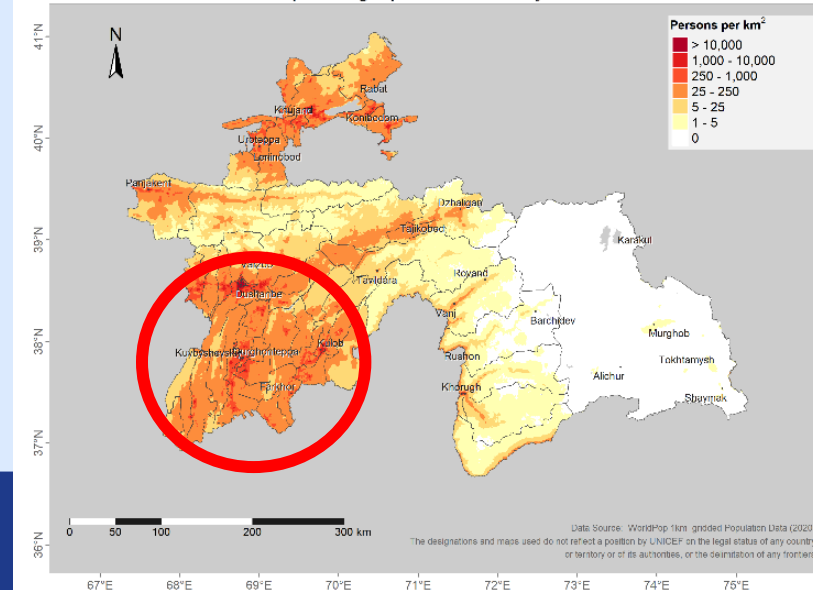 Persons per km²
> 10,000
1,000 - 10,000
250 - 1,000
25 - 250
5 - 25
1 - 5
0
N
41°N
40°N
39°N
38°N
37°N
36°N
Rabat
Khujand
Konibodom
Uroteppa
Leninobod
Panjakent
Dzhaligan
Tajikobod
Karakul
Dushanbe
Tavildara
Rovand
Vanj
Barchidev
Murghob
Kulob
Rushon
Tokhtamysh
Alichur
Farkhor
Khorugh
Shaymak
0 50 100 200 300 km
Data Source: WorldPop 1km gridded Population Data (2020
The designations and maps used do not reflect a position by UNICEF on the legal status of any country
or territory or of its authorities, or the delimitation of any frontiers
67°E 68°E 69°E 70°E 71°E 72°E 73°E 74°E 75°E